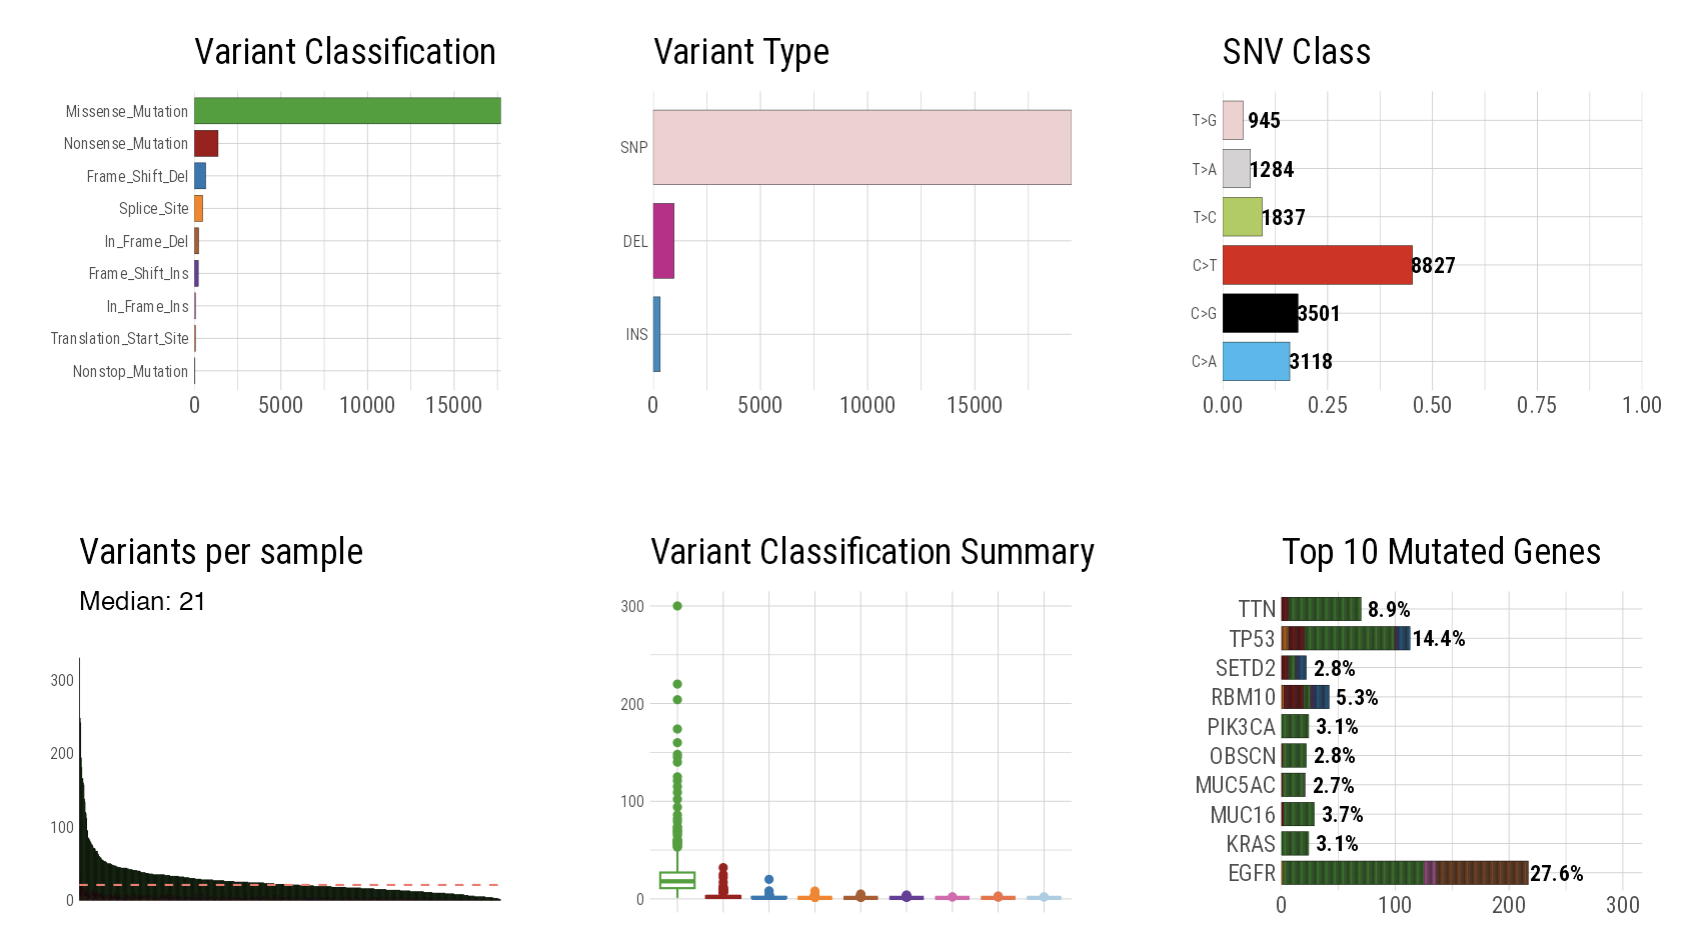 Variant Classification
Missense_Mutation
Nonsense_Mutation
Frame_Shift_Del
Splice_Site
In_Frame_Del
Frame_Shift_Ins
In_Frame_Ins
Translation_Start_Site
Nonstop_Mutation
0 5000 10000 15000
Variant Type
SNP
DEL
INS
0 5000 10000 15000
SNV Class
T>G 945
T>A 1284
T>C 1837
C>T 8827
C>G 3501
C>A 3118
0.00 0.25 0.50 0.75 1.00
Variants per sample
Median: 21
300
200
100
0
Variant Classification Summary
300
200
100
0
Top 10 Mutated Genes
TTN 8.9%
TP53 14.4%
SETD2 2.8%
RBM10 5.3%
PIK3CA 3.1%
OBSCN 2.8%
MUC5AC 2.7%
MUC16 3.7%
KRAS 3.1%
EGFR 27.6%
0 100 200 300